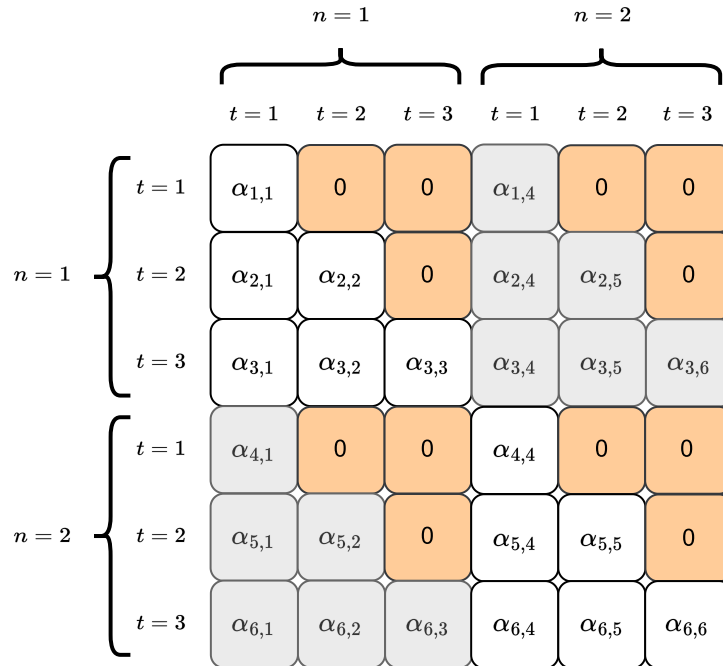 n = 1 n = 2
t = 1 t = 2 t = 3 t = 1 t = 2 t = 3
t = 1 α1,1 0 0 α1,4 0 0
n = 1 t = 2 α2,1 α2,2 0 α2,4 α2,5 0
t = 3 α3,1 α3,2 α3,3 α3,4 α3,5 α3,6
t = 1 α4,1 0 0 α4,4 0 0
n = 2 t = 2 α5,1 α5,2 0 α5,4 α5,5 0
t = 3 α6,1 α6,2 α6,3 α6,4 α6,5 α6,6